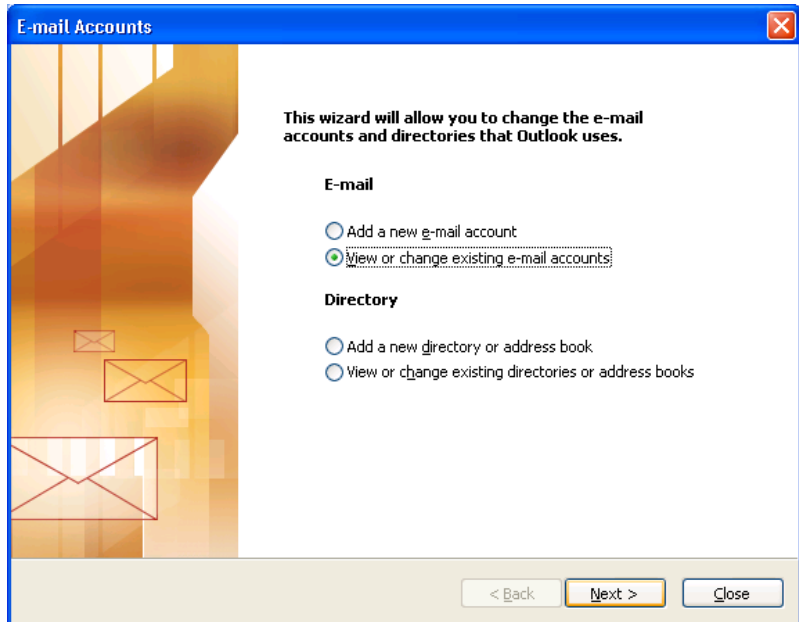 E-mail Accounts
This wizard will allow you to change the e-mail
accounts and directories that Outlook uses.
E-mail
Add a new e-mail account
View or change existing e-mail accounts
Directory
Add a new directory or address book
View or change existing directories or address books
< Back Next > Close